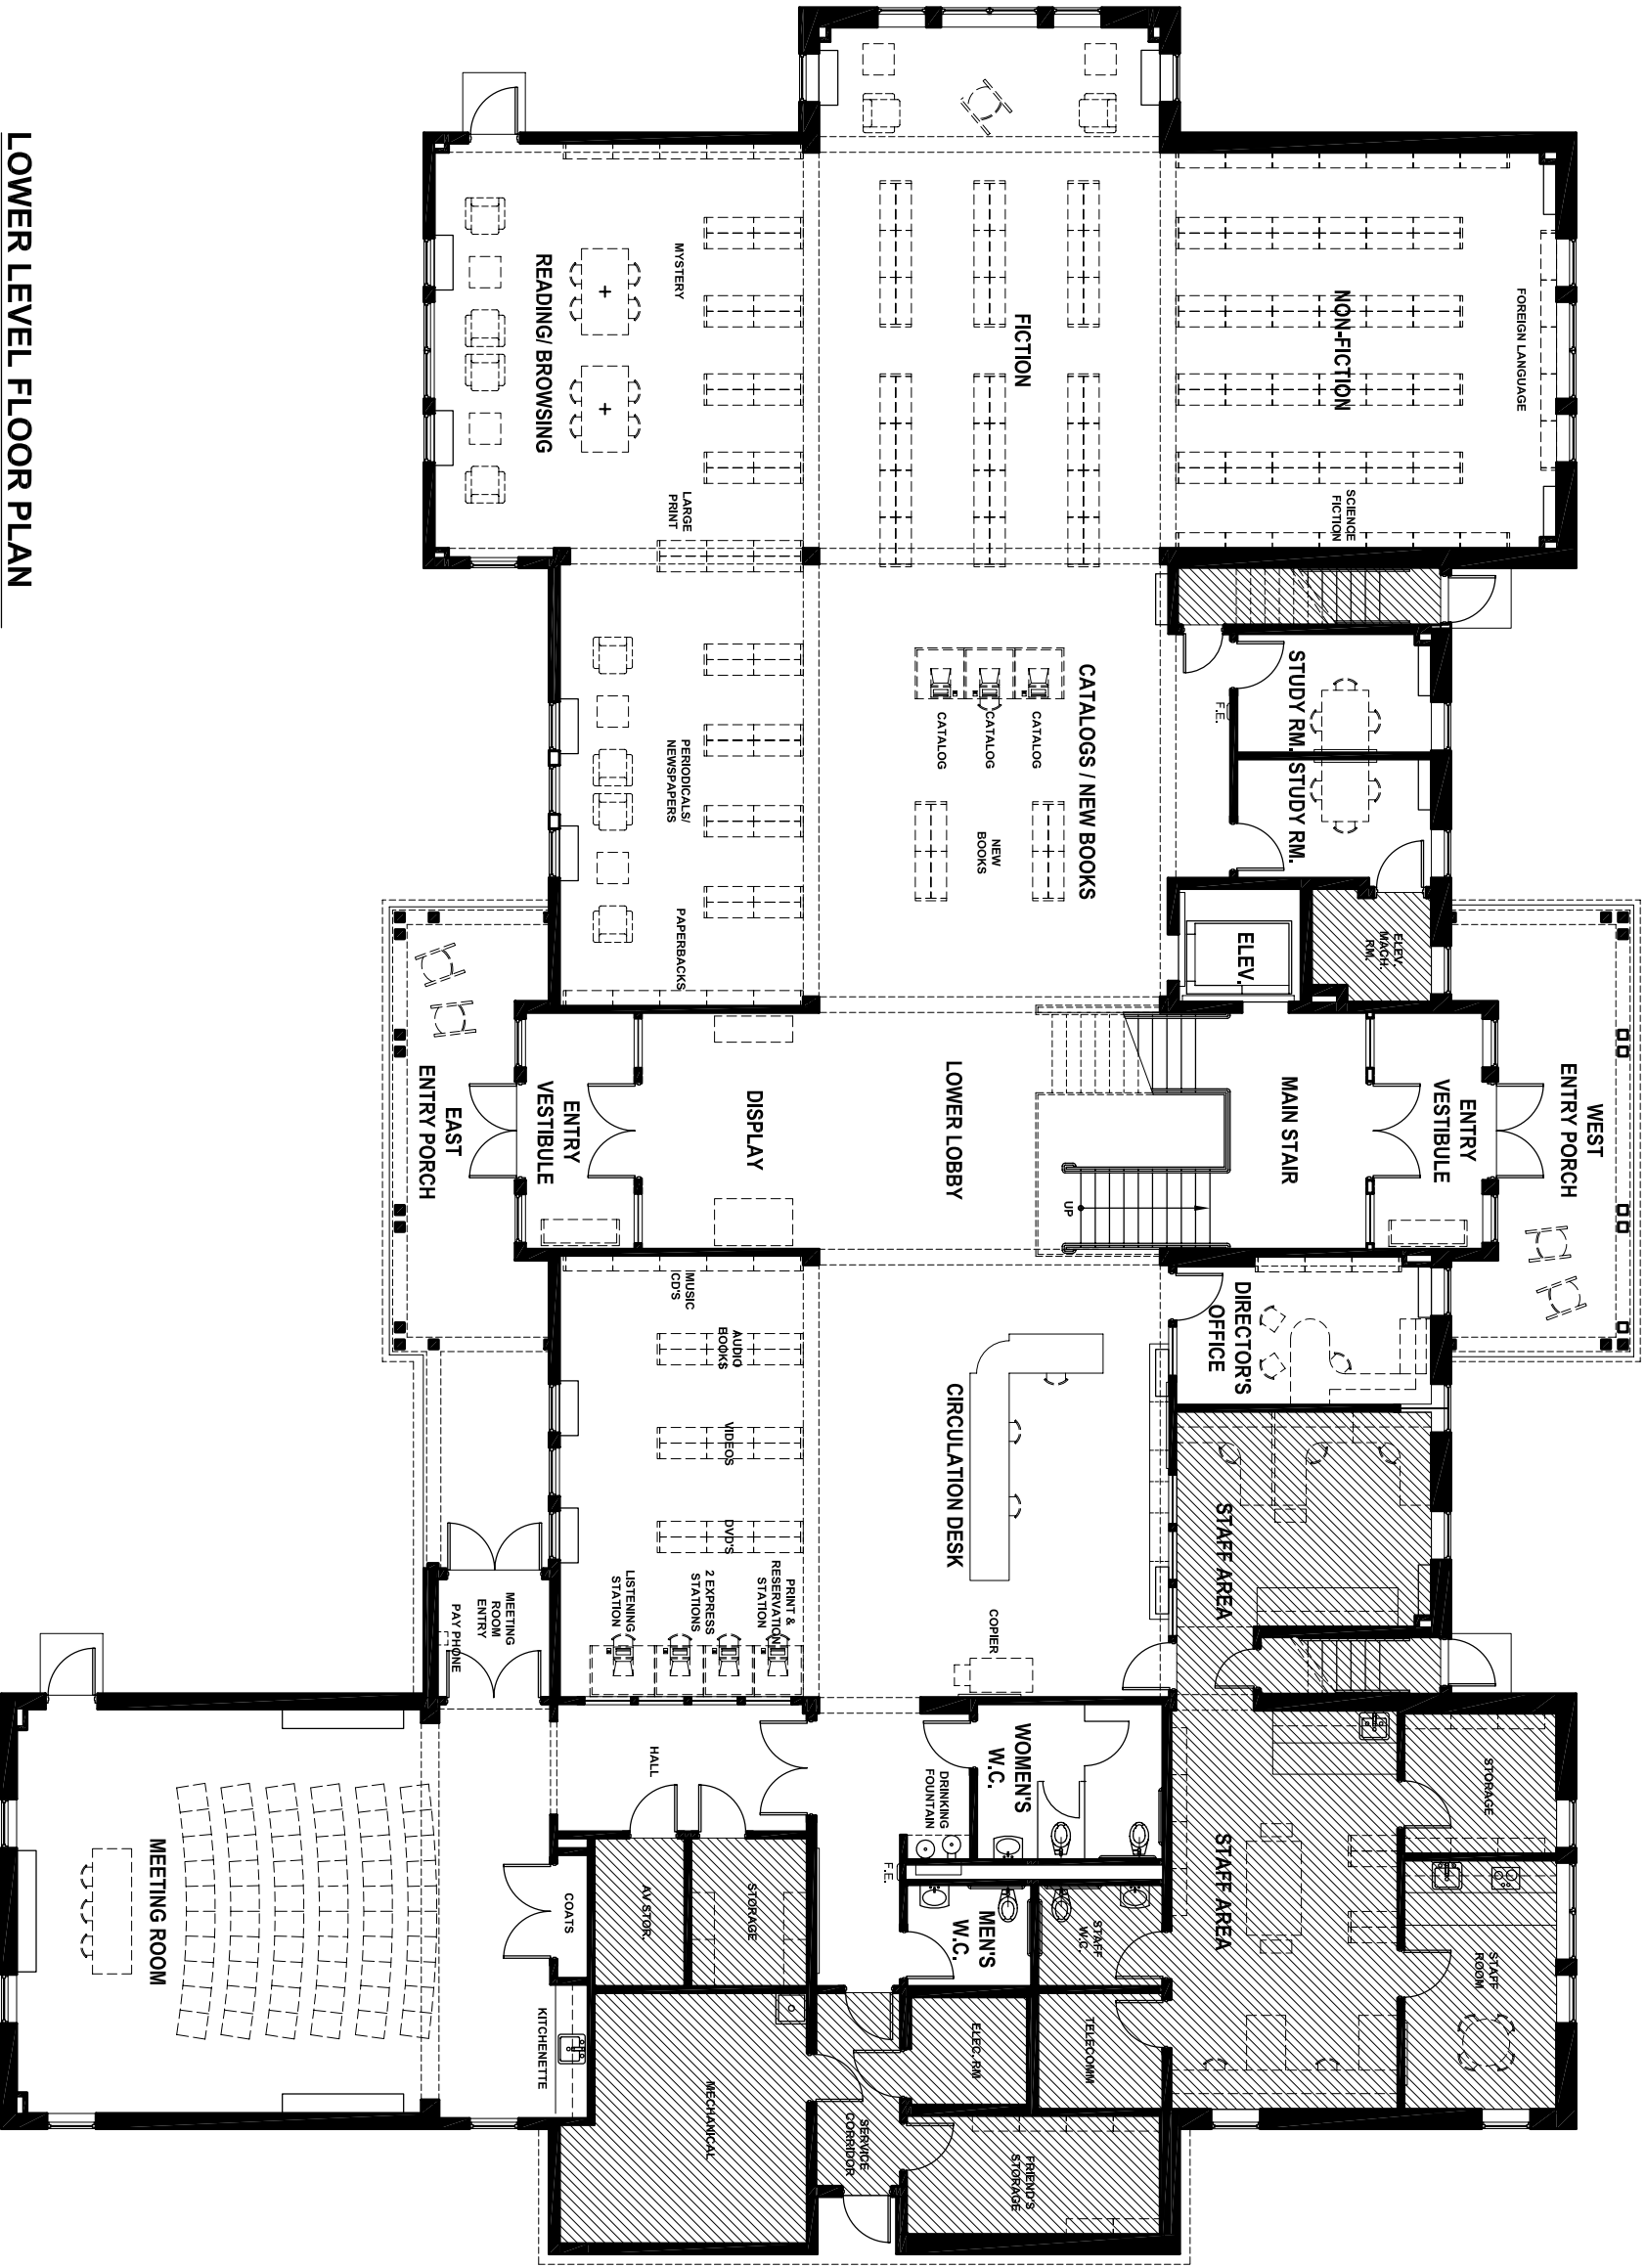 LOWER LEVEL FLOOR PLAN
FOREIGN LANGUAGE
NON-FICTION
SCIENCE
FICTION
FICTION
MYSTERY
READING/ BROWSING
LARGE
PRINT
STUDY RM.
STUDY RM.
F.E.
CATALOGS / NEW BOOKS
CATALOG
CATALOG
CATALOG
NEW
BOOKS
PERIODICALS/
NEWSPAPERS
PAPERBACKS
ELEV.
MACH.
RM.
ELEV.
WEST
ENTRY PORCH
ENTRY
VESTIBULE
MAIN STAIR
UP
LOWER LOBBY
DISPLAY
ENTRY
VESTIBULE
EAST
ENTRY PORCH
DIRECTOR'S
OFFICE
STAFF AREA
CIRCULATION DESK
COPIER
MUSIC
CD'S
AUDIO
BOOKS
VIDEOS
DVD'S
PRINT &
RESERVATION
STATION
2 EXPRESS
STATIONS
LISTENING
STATION
MEETING
ROOM
ENTRY
PAY PHONE
STORAGE
STAFF
ROOM
STAFF AREA
WOMEN'S
W.C.
DRINKING
FOUNTAIN
F.E.
MEN'S
W.C.
STAFF
W.C.
TELECOMM
ELEC. RM
HALL
STORAGE
AV STOR.
COATS
KITCHENETTE
MEETING ROOM
MECHANICAL
SERVICE
CORRIDOR
FRIEND'S
STORAGE